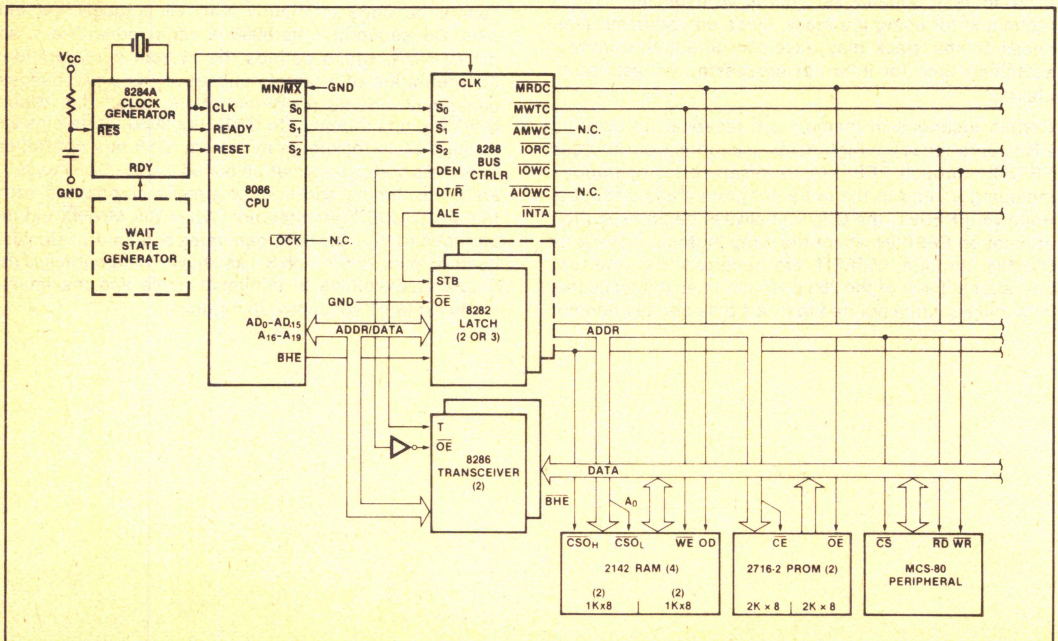 VCC
8284A
CLOCK
GENERATOR
RES
RDY
GND
WAIT
STATE
GENERATOR
CLK
READY
RESET
MN/MX
GND
S0
S1
S2
8086
CPU
LOCK
N.C.
AD0-AD15
A16-A19
BHE
ADDR/DATA
CLK
S0
S1
S2
DEN
DT/R
ALE
8288
BUS
CTRLR
MRDC
MWTC
AMWC
N.C.
IORC
IOWC
AIOWC
N.C.
INTA
STB
GND
OE
8282
LATCH
(2 OR 3)
ADDR
T
OE
8286
TRANSCEIVER
(2)
DATA
BHE
A0
CSOH CSOL WE OD
2142 RAM (4)
(2) (2)
1K x 8 1K x 8
CE OE
2716-2 PROM (2)
2K × 8 2K × 8
CS RD WR
MCS-80
PERIPHERAL